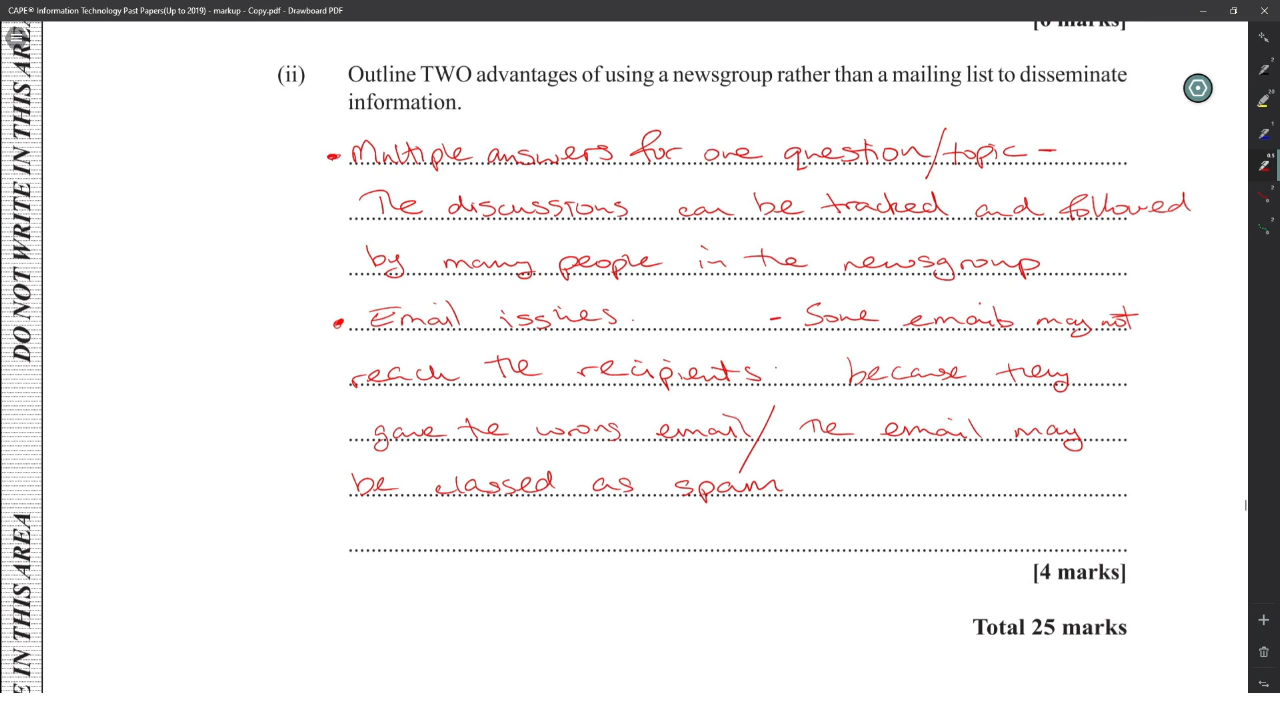 CAPE® Information Technology Past Papers(Up to 2019) - markup - Copy.pdf - Drawboard PDF
DO NOT WRITE IN THIS AREA
(ii) Outline TWO advantages of using a newsgroup rather than a mailing list to disseminate
information.
• Multiple answers for one question/topic -
The discussions can be tracked and followed
by many people in the newsgroup
• Email issues. - Some emails may not
reach the recipients. because they
gave the wrong email/ The email may
be classed as spam
[4 marks]
Total 25 marks
E IN THIS AREA